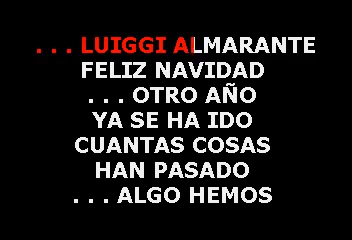 . . . LUIGGI ALMARANTE
FELIZ NAVIDAD
. . . OTRO AÑO
YA SE HA IDO
CUANTAS COSAS
HAN PASADO
. . . ALGO HEMOS